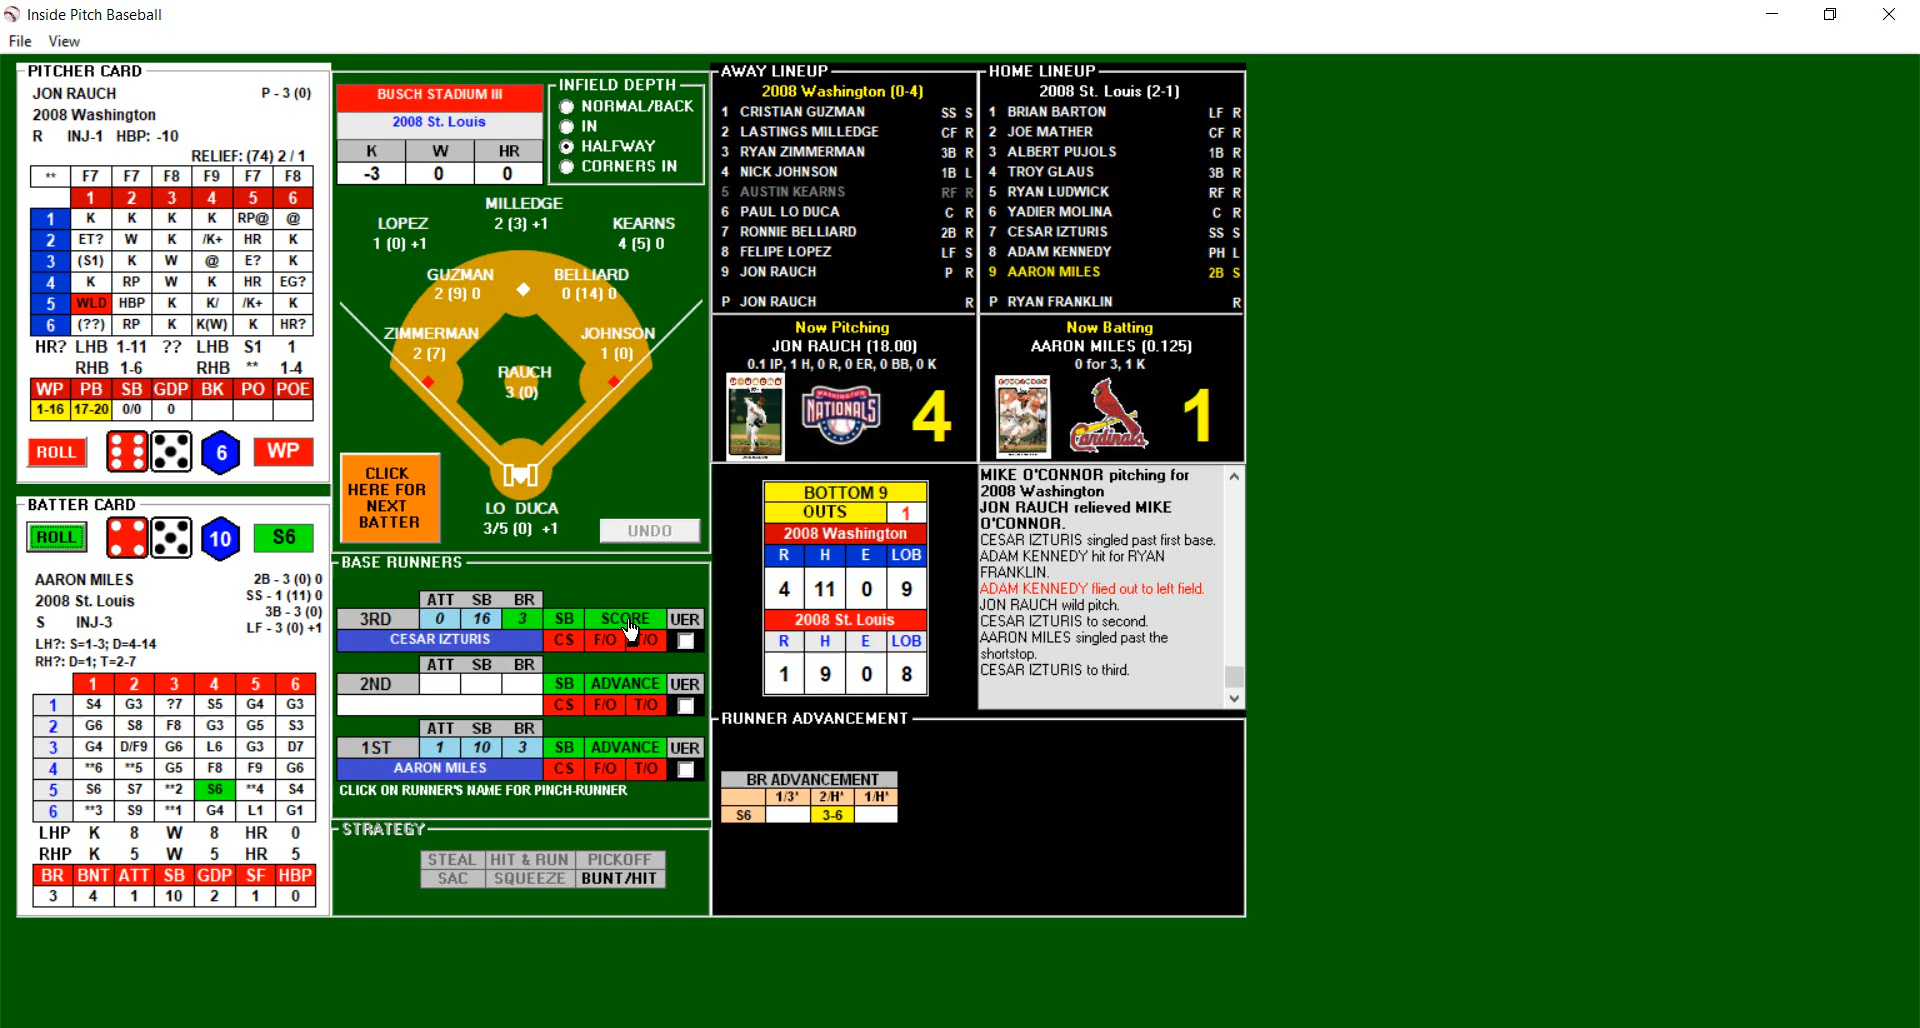 Inside Pitch Baseball
File View
PITCHER CARD
JON RAUCH P - 3 (0)
2008 Washington
R INJ-1 HBP: -10
RELIEF: (74) 2 / 1
** F7 F7 F8 F9 F7 F8
1 2 3 4 5 6
1 K K K K RP@ @
2 ET? W K /K+ HR K
3 (S1) K W @ E? K
4 K RP W K HR EG?
5 WLD HBP K K/ /K+ K
6 (??) RP K K(W) K HR?
HR? LHB 1-11 ?? LHB S1 1
RHB 1-6 RHB ** 1-4
WP PB SB GDP BK PO POE
1-16 17-20 0/0 0
ROLL 6 WP
BATTER CARD
ROLL 10 S6
AARON MILES 2B - 3 (0) 0
2008 St. Louis SS - 1 (11) 0
S INJ-3 3B - 3 (0)
LF - 3 (0) +1
LH?: S=1-3; D=4-14
RH?: D=1; T=2-7
1 2 3 4 5 6
1 S4 G3 ?7 S5 G4 G3
2 G6 S8 F8 G3 G5 S3
3 G4 D/F9 G6 L6 G3 D7
4 **6 **5 G5 F8 F9 G6
5 S6 S7 **2 S6 **4 S4
6 **3 S9 **1 G4 L1 G1
LHP K 8 W 8 HR 0
RHP K 5 W 5 HR 5
BR BNT ATT SB GDP SF HBP
3 4 1 10 2 1 0
BUSCH STADIUM III
2008 St. Louis
K W HR
-3 0 0
INFIELD DEPTH
NORMAL/BACK
IN
HALFWAY
CORNERS IN
MILLEDGE
2 (3) +1
LOPEZ
1 (0) +1
KEARNS
4 (5) 0
GUZMAN
2 (9) 0
BELLIARD
0 (14) 0
ZIMMERMAN
2 (7)
JOHNSON
1 (0)
RAUCH
3 (0)
CLICK
HERE FOR
NEXT
BATTER
LO DUCA
3/5 (0) +1
UNDO
BASE RUNNERS
ATT SB BR
3RD 0 16 3 SB SCORE UER
CESAR IZTURIS CS F/O T/O
ATT SB BR
2ND SB ADVANCE UER
CS F/O T/O
ATT SB BR
1ST 1 10 3 SB ADVANCE UER
AARON MILES CS F/O T/O
CLICK ON RUNNER'S NAME FOR PINCH-RUNNER
STRATEGY
STEAL HIT & RUN PICKOFF
SAC SQUEEZE BUNT/HIT
AWAY LINEUP
2008 Washington (0-4)
1 CRISTIAN GUZMAN SS S
2 LASTINGS MILLEDGE CF R
3 RYAN ZIMMERMAN 3B R
4 NICK JOHNSON 1B L
5 AUSTIN KEARNS RF R
6 PAUL LO DUCA C R
7 RONNIE BELLIARD 2B R
8 FELIPE LOPEZ LF S
9 JON RAUCH P R
P JON RAUCH R
HOME LINEUP
2008 St. Louis (2-1)
1 BRIAN BARTON LF R
2 JOE MATHER CF R
3 ALBERT PUJOLS 1B R
4 TROY GLAUS 3B R
5 RYAN LUDWICK RF R
6 YADIER MOLINA C R
7 CESAR IZTURIS SS S
8 ADAM KENNEDY PH L
9 AARON MILES 2B S
P RYAN FRANKLIN R
Now Pitching
JON RAUCH (18.00)
0.1 IP, 1 H, 0 R, 0 ER, 0 BB, 0 K
NATIONALS
4
Now Batting
AARON MILES (0.125)
0 for 3, 1 K
Cardinals
1
BOTTOM 9
OUTS 1
2008 Washington
R H E LOB
4 11 0 9
2008 St. Louis
R H E LOB
1 9 0 8
MIKE O'CONNOR pitching for
2008 Washington
JON RAUCH relieved MIKE
O'CONNOR.
CESAR IZTURIS singled past first base.
ADAM KENNEDY hit for RYAN
FRANKLIN.
ADAM KENNEDY flied out to left field.
JON RAUCH wild pitch.
CESAR IZTURIS to second.
AARON MILES singled past the
shortstop.
CESAR IZTURIS to third.
RUNNER ADVANCEMENT
BR ADVANCEMENT
1/3* 2/H* 1/H*
S6 3-6